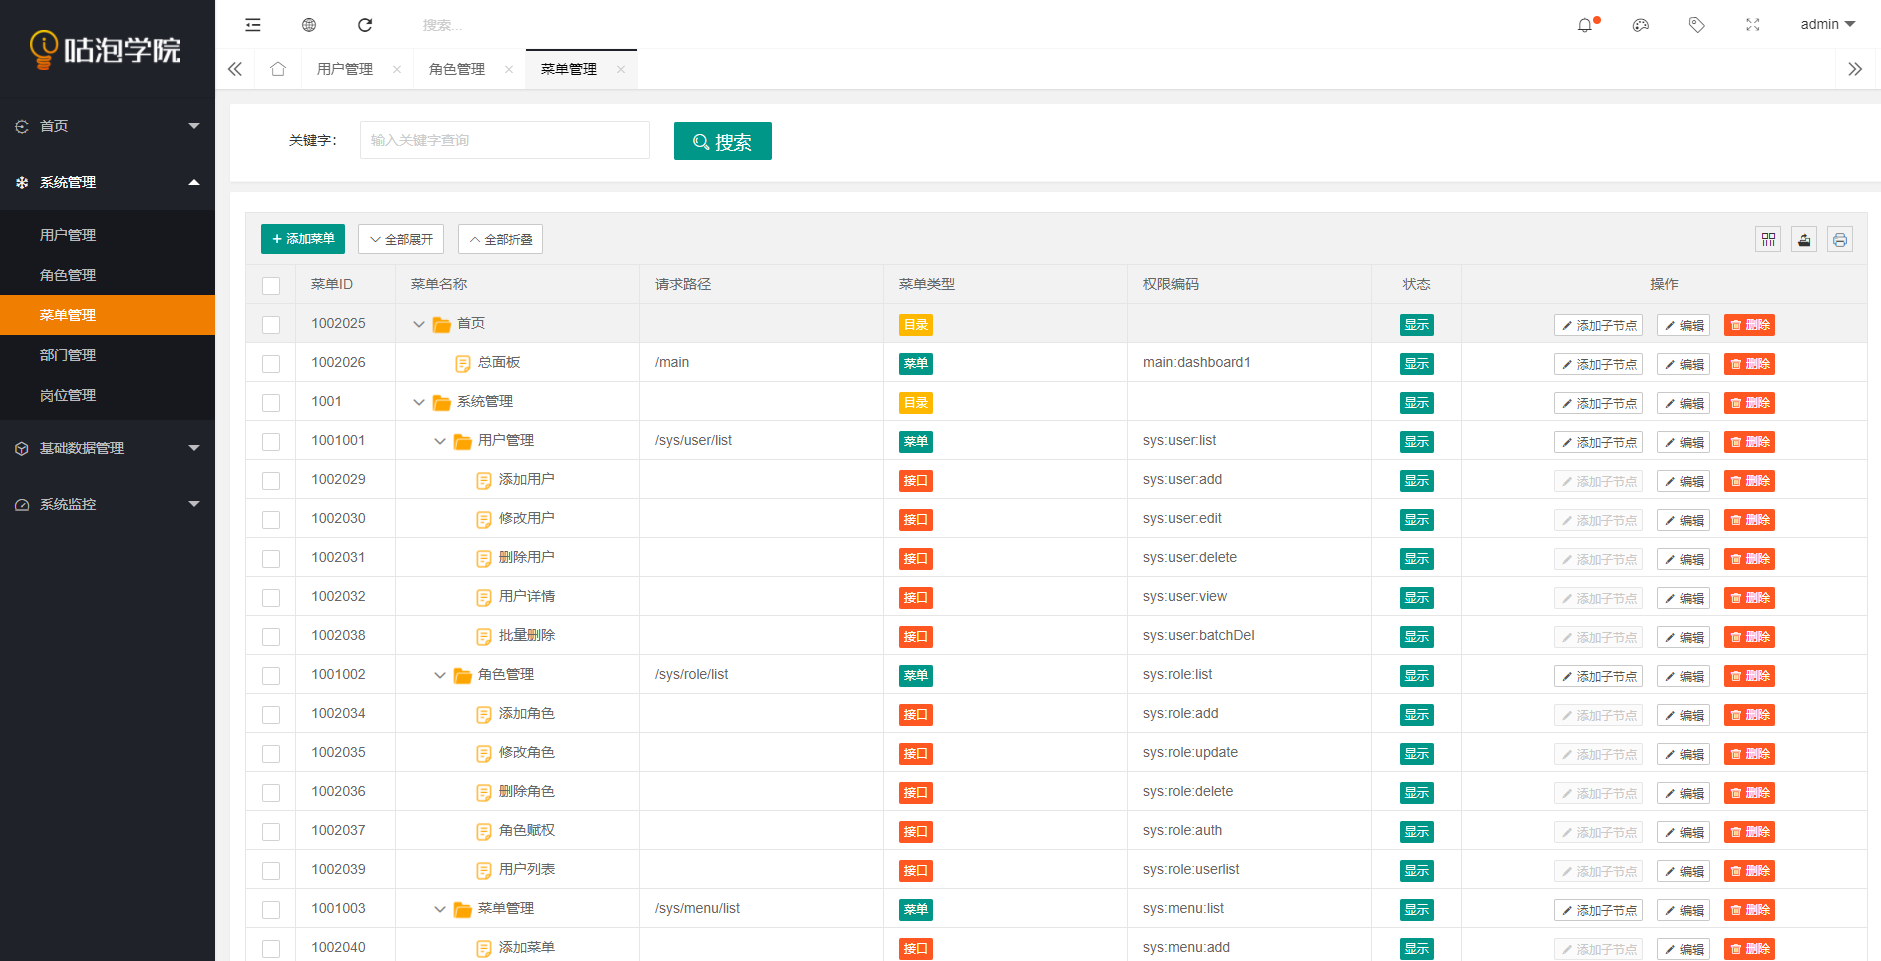 咕泡学院
搜索...
admin
用户管理
角色管理
菜单管理
首页
系统管理
用户管理
角色管理
菜单管理
部门管理
岗位管理
基础数据管理
系统监控
关键字：
输入关键字查询
搜索
添加菜单 全部展开 全部折叠
菜单ID 菜单名称 请求路径 菜单类型 权限编码 状态 操作
1002025 首页 目录 显示 添加子节点 编辑 删除
1002026 总面板 /main 菜单 main:dashboard1 显示 添加子节点 编辑 删除
1001 系统管理 目录 显示 添加子节点 编辑 删除
1001001 用户管理 /sys/user/list 菜单 sys:user:list 显示 添加子节点 编辑 删除
1002029 添加用户 接口 sys:user:add 显示 添加子节点 编辑 删除
1002030 修改用户 接口 sys:user:edit 显示 添加子节点 编辑 删除
1002031 删除用户 接口 sys:user:delete 显示 添加子节点 编辑 删除
1002032 用户详情 接口 sys:user:view 显示 添加子节点 编辑 删除
1002038 批量删除 接口 sys:user:batchDel 显示 添加子节点 编辑 删除
1001002 角色管理 /sys/role/list 菜单 sys:role:list 显示 添加子节点 编辑 删除
1002034 添加角色 接口 sys:role:add 显示 添加子节点 编辑 删除
1002035 修改角色 接口 sys:role:update 显示 添加子节点 编辑 删除
1002036 删除角色 接口 sys:role:delete 显示 添加子节点 编辑 删除
1002037 角色赋权 接口 sys:role:auth 显示 添加子节点 编辑 删除
1002039 用户列表 接口 sys:role:userlist 显示 添加子节点 编辑 删除
1001003 菜单管理 /sys/menu/list 菜单 sys:menu:list 显示 添加子节点 编辑 删除
1002040 添加菜单 接口 sys:menu:add 显示 添加子节点 编辑 删除